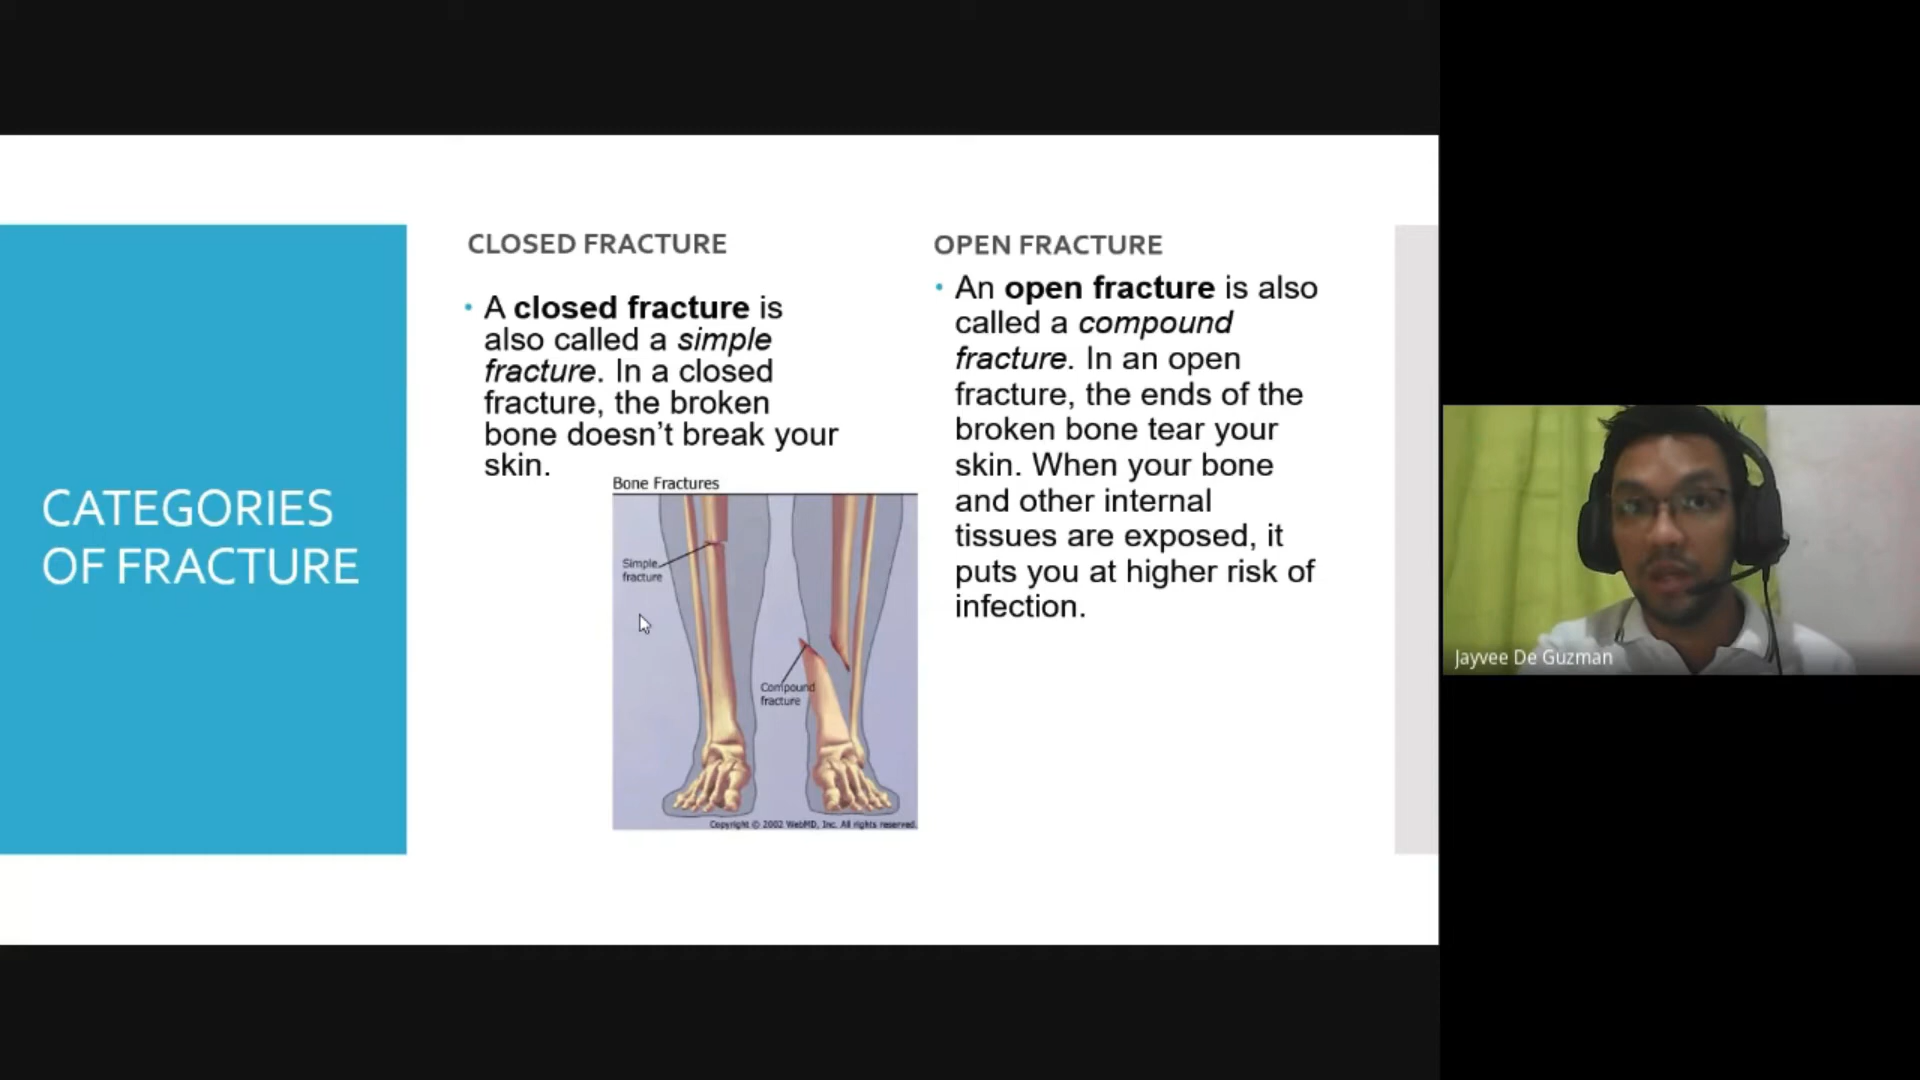 CATEGORIES
OF FRACTURE
CLOSED FRACTURE
• A closed fracture is
also called a simple
fracture. In a closed
fracture, the broken
bone doesn’t break your
skin.
Bone Fractures
Simple
fracture
Compound
fracture
Copyright © 2002 WebMD, Inc. All rights reserved.
OPEN FRACTURE
• An open fracture is also
called a compound
fracture. In an open
fracture, the ends of the
broken bone tear your
skin. When your bone
and other internal
tissues are exposed, it
puts you at higher risk of
infection.
Jayvee De Guzman